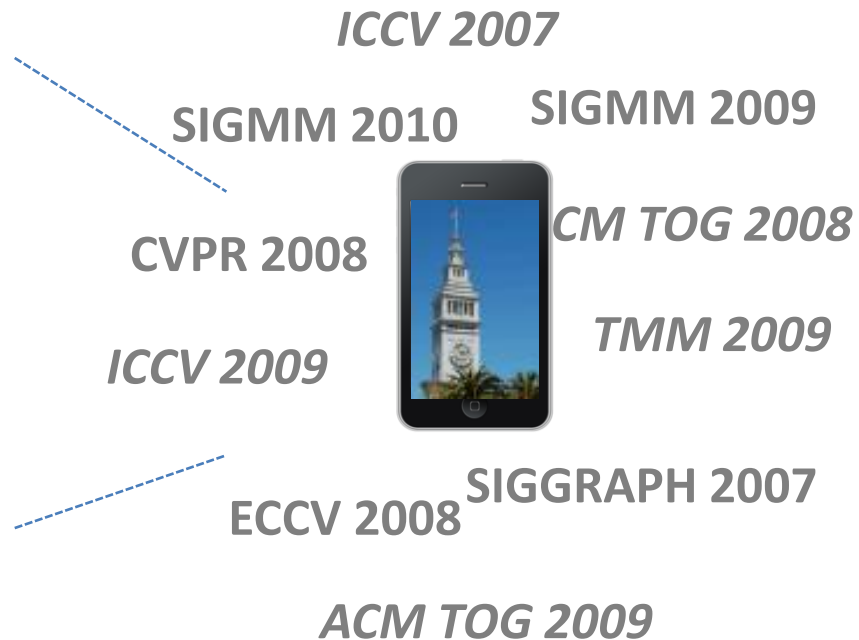 ICCV 2007
SIGMM 2010
SIGMM 2009
CM TOG 2008
CVPR 2008
TMM 2009
ICCV 2009
SIGGRAPH 2007
ECCV 2008
ACM TOG 2009